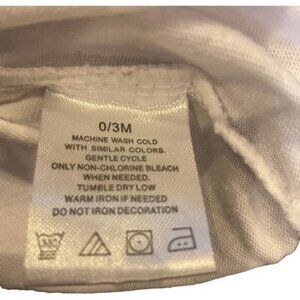 0/3M
MACHINE WASH COLD
WITH SIMILAR COLORS.
GENTLE CYCLE
ONLY NON-CHLORINE BLEACH
WHEN NEEDED.
TUMBLE DRY LOW
WARM IRON IF NEEDED
DO NOT IRON DECORATION